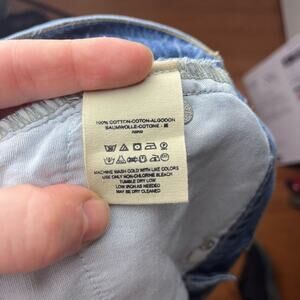 100% COTTON-COTON-ALGODON
BAUMWOLLE-COTONE-綿
MACHINE WASH COLD WITH LIKE COLORS
USE ONLY NON-CHLORINE BLEACH
TUMBLE DRY LOW
LOW IRON AS NEEDED
MAY BE DRY CLEANED